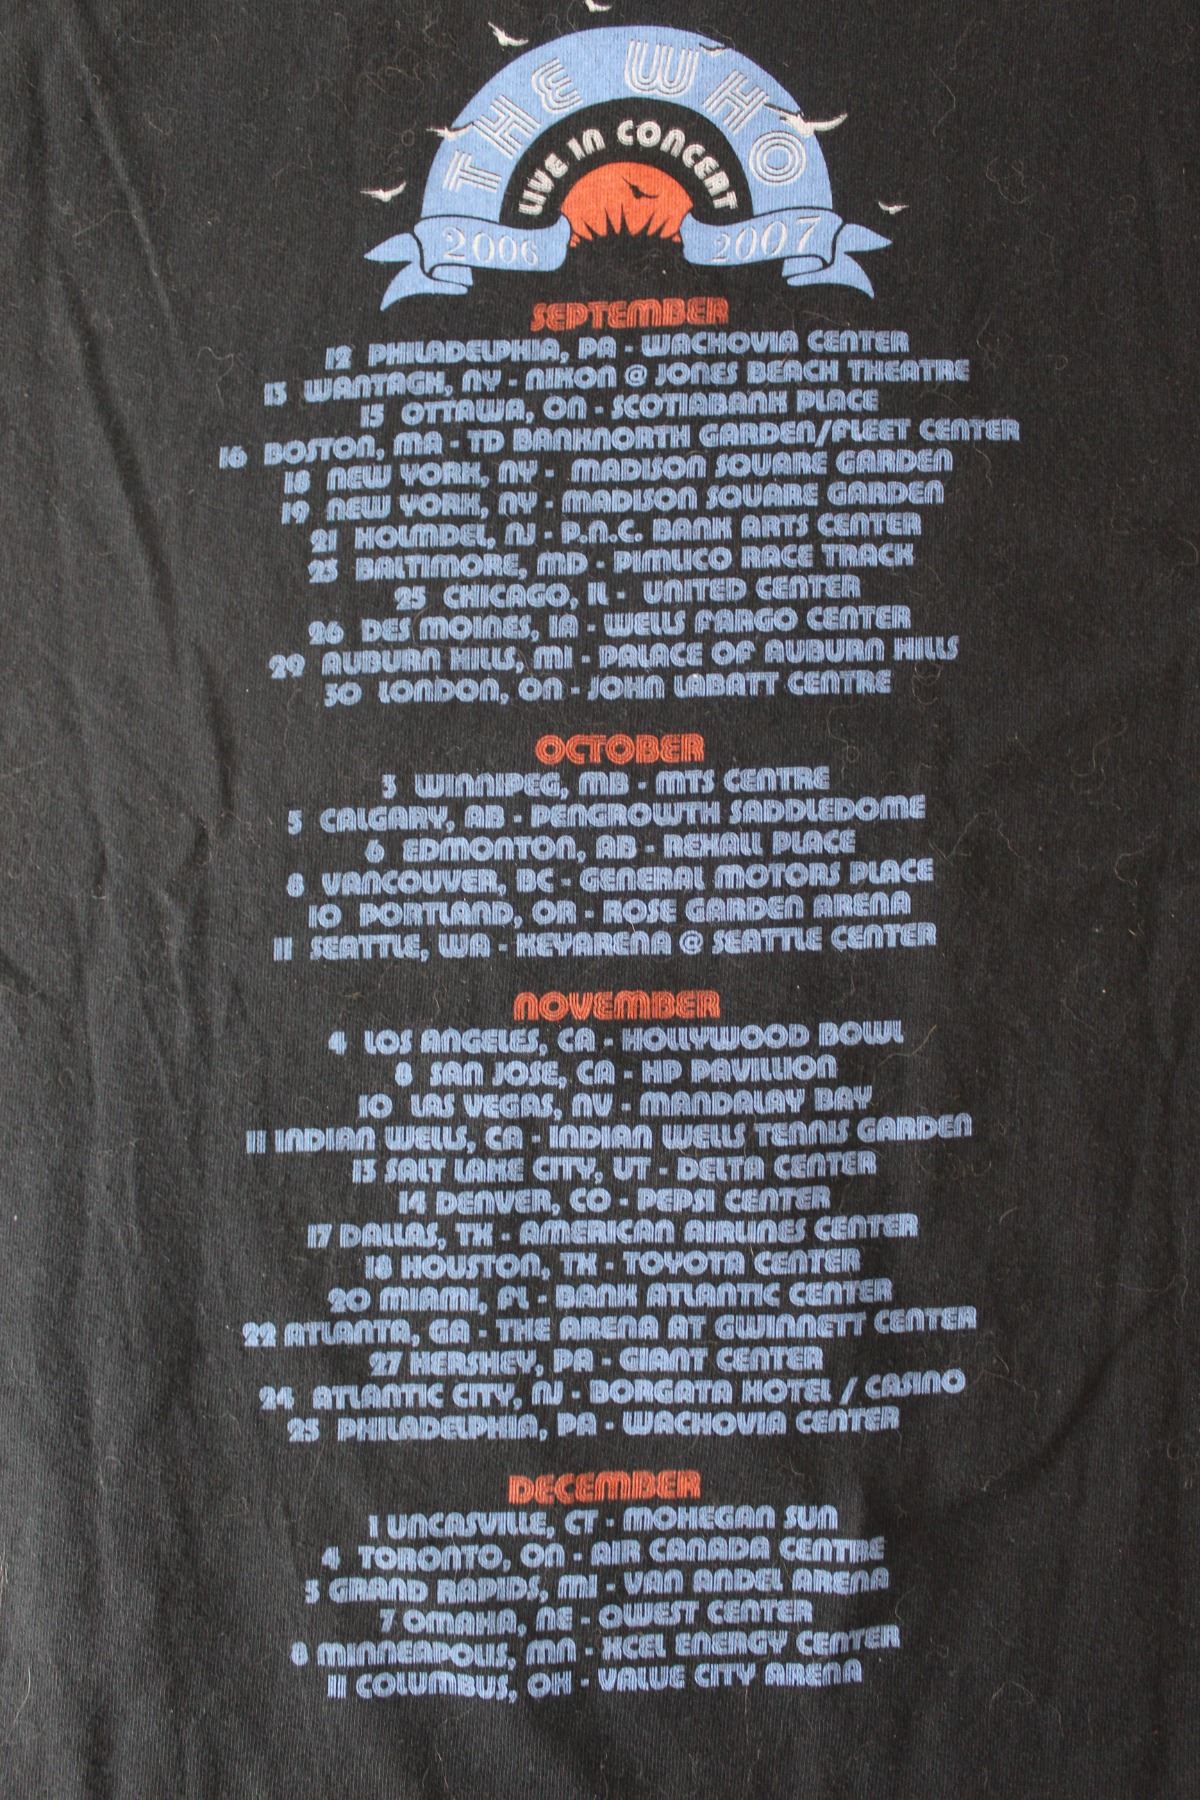 THE WHO
LIVE IN CONCERT
2006 2007
SEPTEMBER
12 PHILADELPHIA, PA - WACHOVIA CENTER
13 WANTAGH, NY - NIKON @ JONES BEACH THEATRE
15 OTTAWA, ON - SCOTIABANK PLACE
16 BOSTON, MA - TD BANKNORTH GARDEN/FLEET CENTER
18 NEW YORK, NY - MADISON SQUARE GARDEN
19 NEW YORK, NY - MADISON SQUARE GARDEN
21 HOLMDEL, NJ - P.N.C. BANK ARTS CENTER
23 BALTIMORE, MD - PIMLICO RACE TRACK
25 CHICAGO, IL - UNITED CENTER
26 DES MOINES, IA - WELLS FARGO CENTER
29 AUBURN HILLS, MI - PALACE OF AUBURN HILLS
30 LONDON, ON - JOHN LABATT CENTRE
OCTOBER
3 WINNIPEG, MB - MTS CENTRE
5 CALGARY, AB - PENGROWTH SADDLEDOME
6 EDMONTON, AB - REXALL PLACE
8 VANCOUVER, BC - GENERAL MOTORS PLACE
10 PORTLAND, OR - ROSE GARDEN ARENA
11 SEATTLE, WA - KEYARENA @ SEATTLE CENTER
NOVEMBER
4 LOS ANGELES, CA - HOLLYWOOD BOWL
8 SAN JOSE, CA - HP PAVILLION
10 LAS VEGAS, NV - MANDALAY BAY
11 INDIAN WELLS, CA - INDIAN WELLS TENNIS GARDEN
13 SALT LAKE CITY, UT - DELTA CENTER
14 DENVER, CO - PEPSI CENTER
17 DALLAS, TX - AMERICAN AIRLINES CENTER
18 HOUSTON, TX - TOYOTA CENTER
20 MIAMI, FL - BANK ATLANTIC CENTER
22 ATLANTA, GA - THE ARENA AT GWINNETT CENTER
27 HERSHEY, PA - GIANT CENTER
24 ATLANTIC CITY, NJ - BORGATA HOTEL / CASINO
25 PHILADELPHIA, PA - WACHOVIA CENTER
DECEMBER
1 UNCASVILLE, CT - MOHEGAN SUN
4 TORONTO, ON - AIR CANADA CENTRE
5 GRAND RAPIDS, MI - VAN ANDEL ARENA
7 OMAHA, NE - QWEST CENTER
8 MINNEAPOLIS, MN - XCEL ENERGY CENTER
11 COLUMBUS, OH - VALUE CITY ARENA